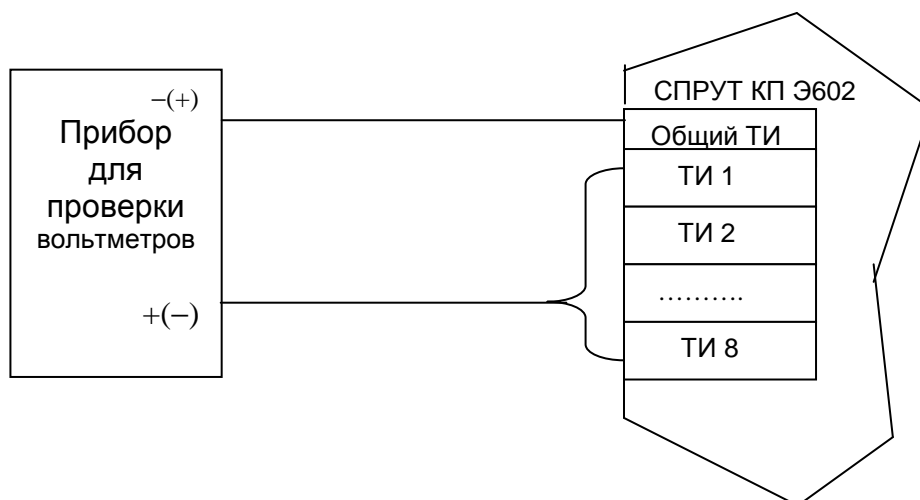 −(+)
Прибор
для
проверки
вольтметров
+(−)
СПРУТ КП Э602
Общий ТИ
ТИ 1
ТИ 2
……….
ТИ 8